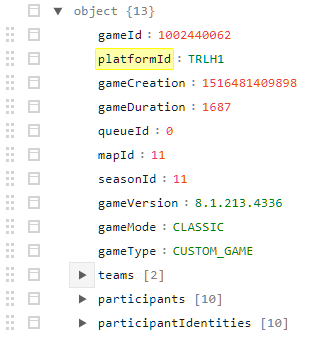 object {13}
gameId : 1002440062
platformId : TRLH1
gameCreation : 1516481409898
gameDuration : 1687
queueId : 0
mapId : 11
seasonId : 11
gameVersion : 8.1.213.4336
gameMode : CLASSIC
gameType : CUSTOM_GAME
teams [2]
participants [10]
participantIdentities [10]